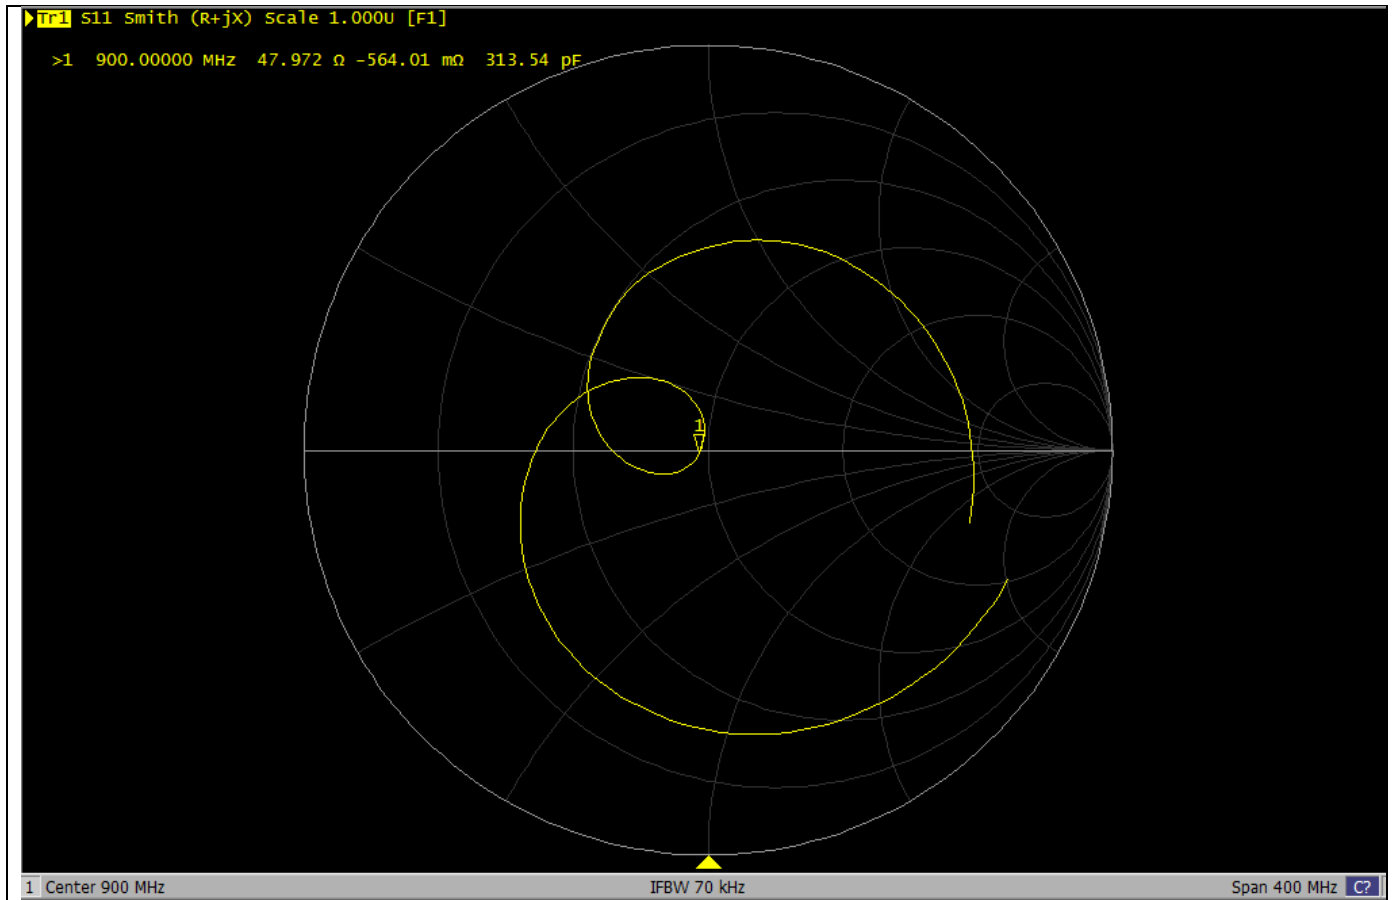 Tr1 S11 Smith (R+jX) Scale 1.000U [F1]
>1 900.00000 MHz 47.972 Ω -564.01 mΩ 313.54 pF
1
1 Center 900 MHz IFBW 70 kHz Span 400 MHz C?